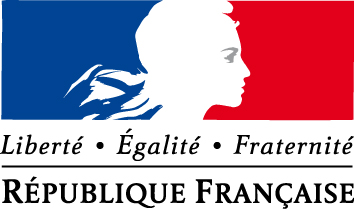 Liberté • Égalité • Fraternité
RÉPUBLIQUE FRANÇAISE